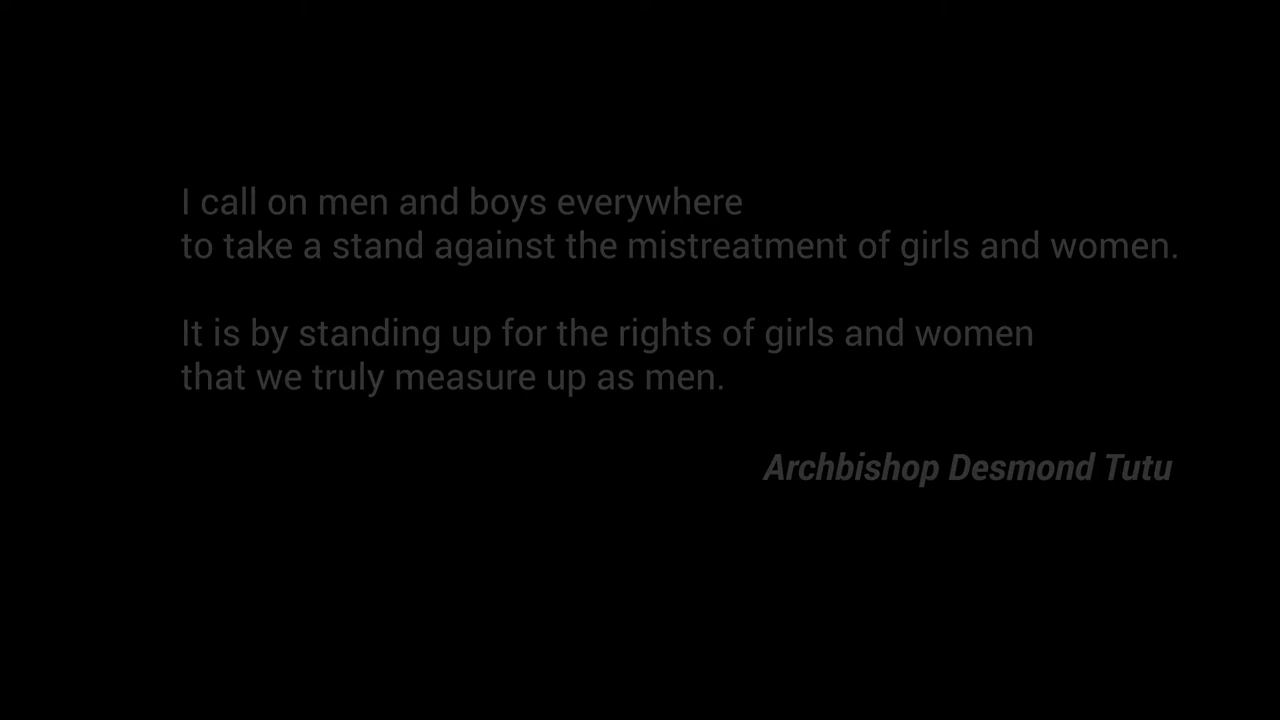 I call on men and boys everywhere
to take a stand against the mistreatment of girls and women.
It is by standing up for the rights of girls and women
that we truly measure up as men.
Archbishop Desmond Tutu